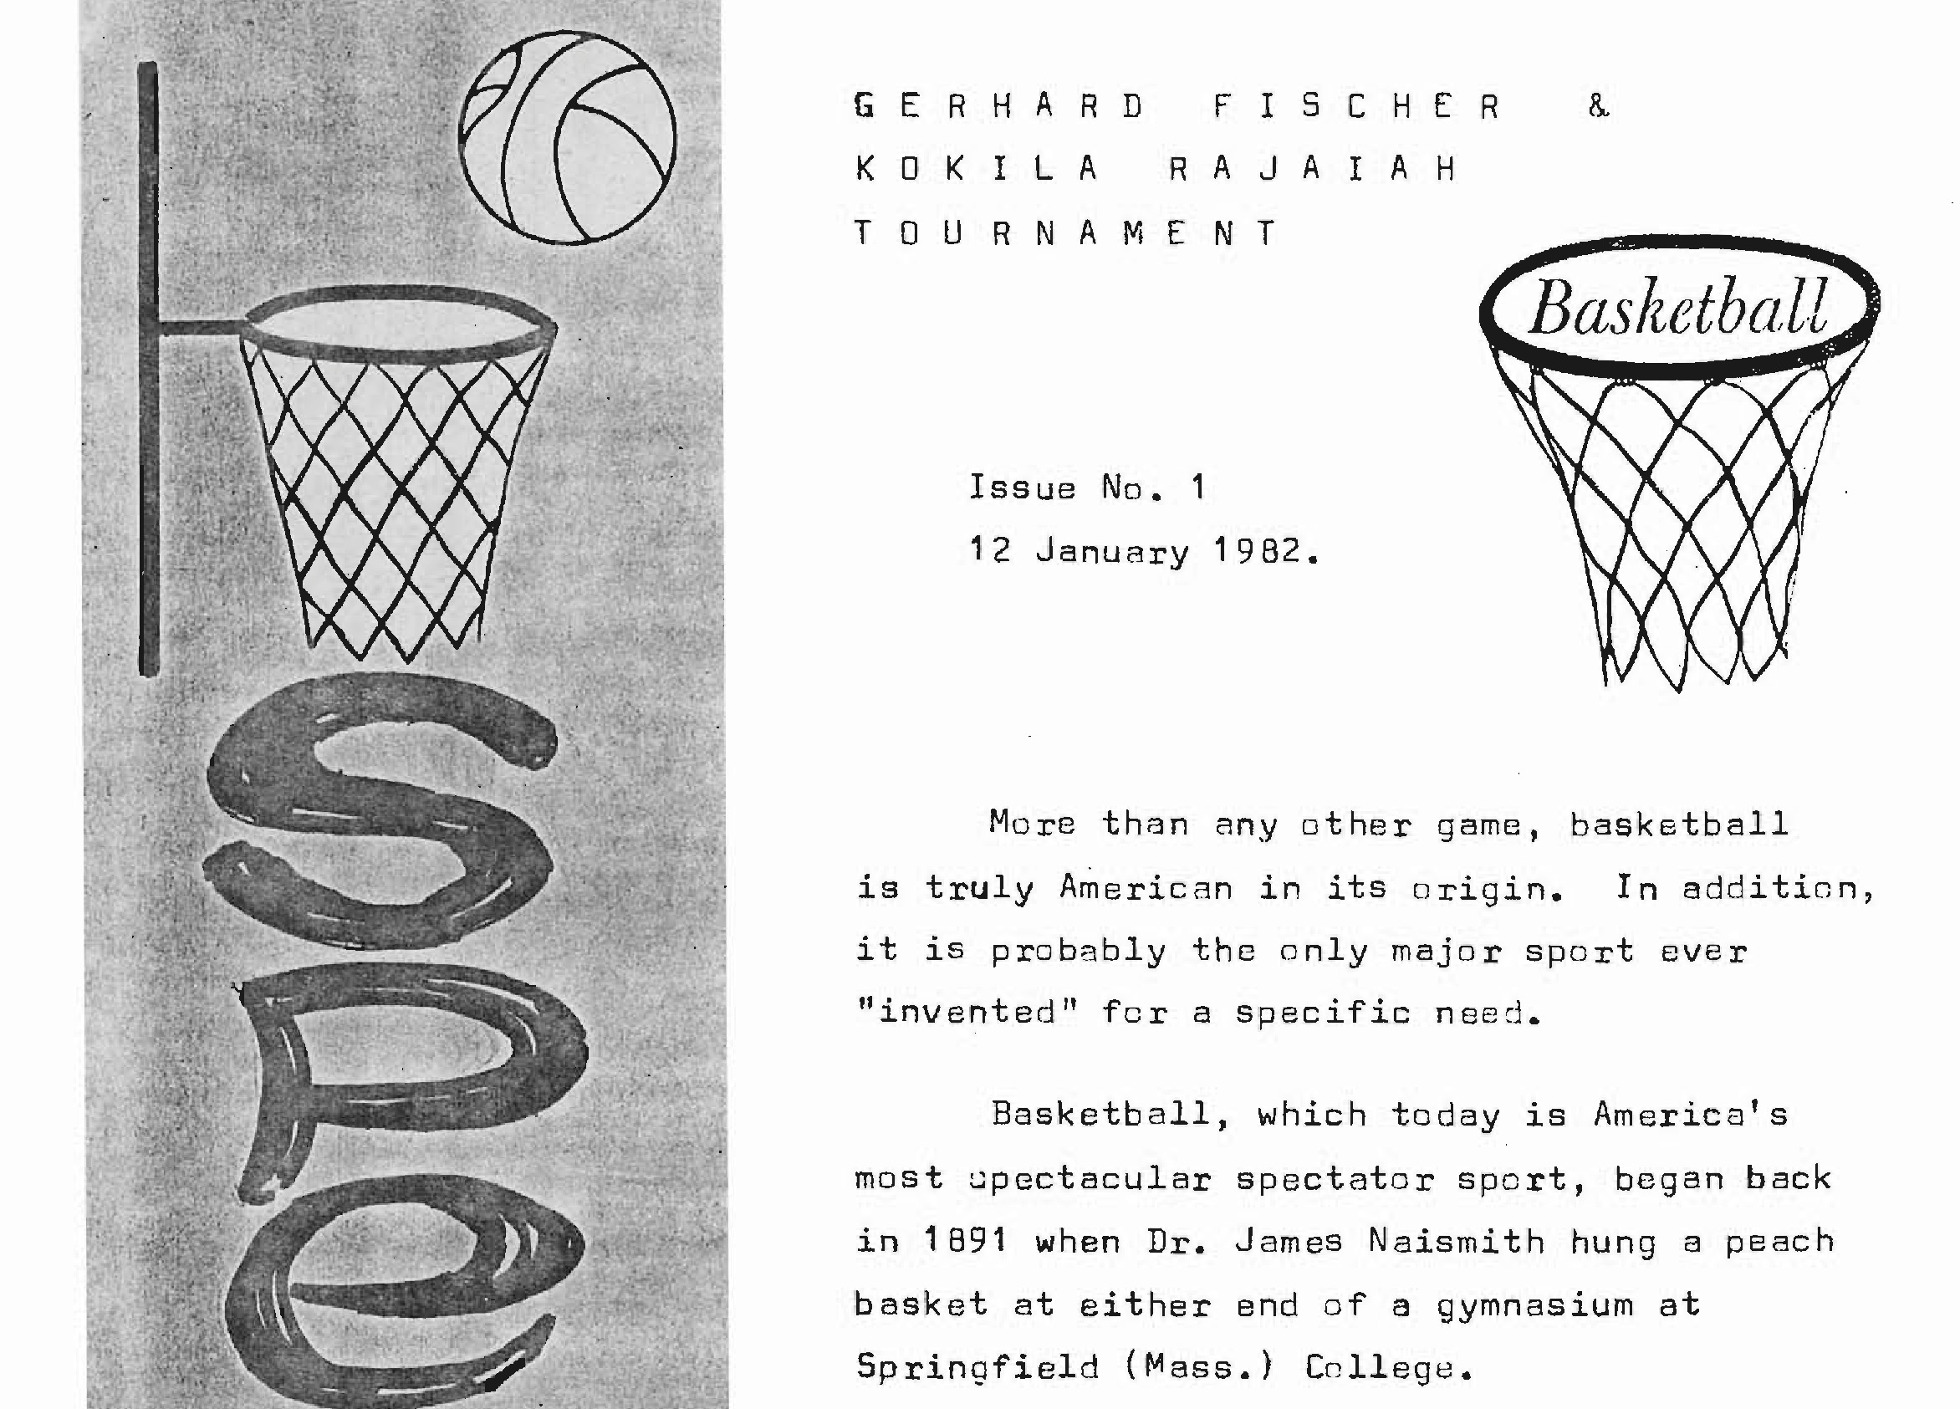 GERHARD FISCHER &
KOKILA RAJAIAH
TOURNAMENT
Basketball
Issue No. 1
12 January 1982.
Spe
More than any other game, basketball
is truly American in its origin. In addition,
it is probably the only major sport ever
"invented" for a specific need.
Basketball, which today is America's
most spectacular spectator sport, began back
in 1891 when Dr. James Naismith hung a peach
basket at either end of a gymnasium at
Springfield (Mass.) College.